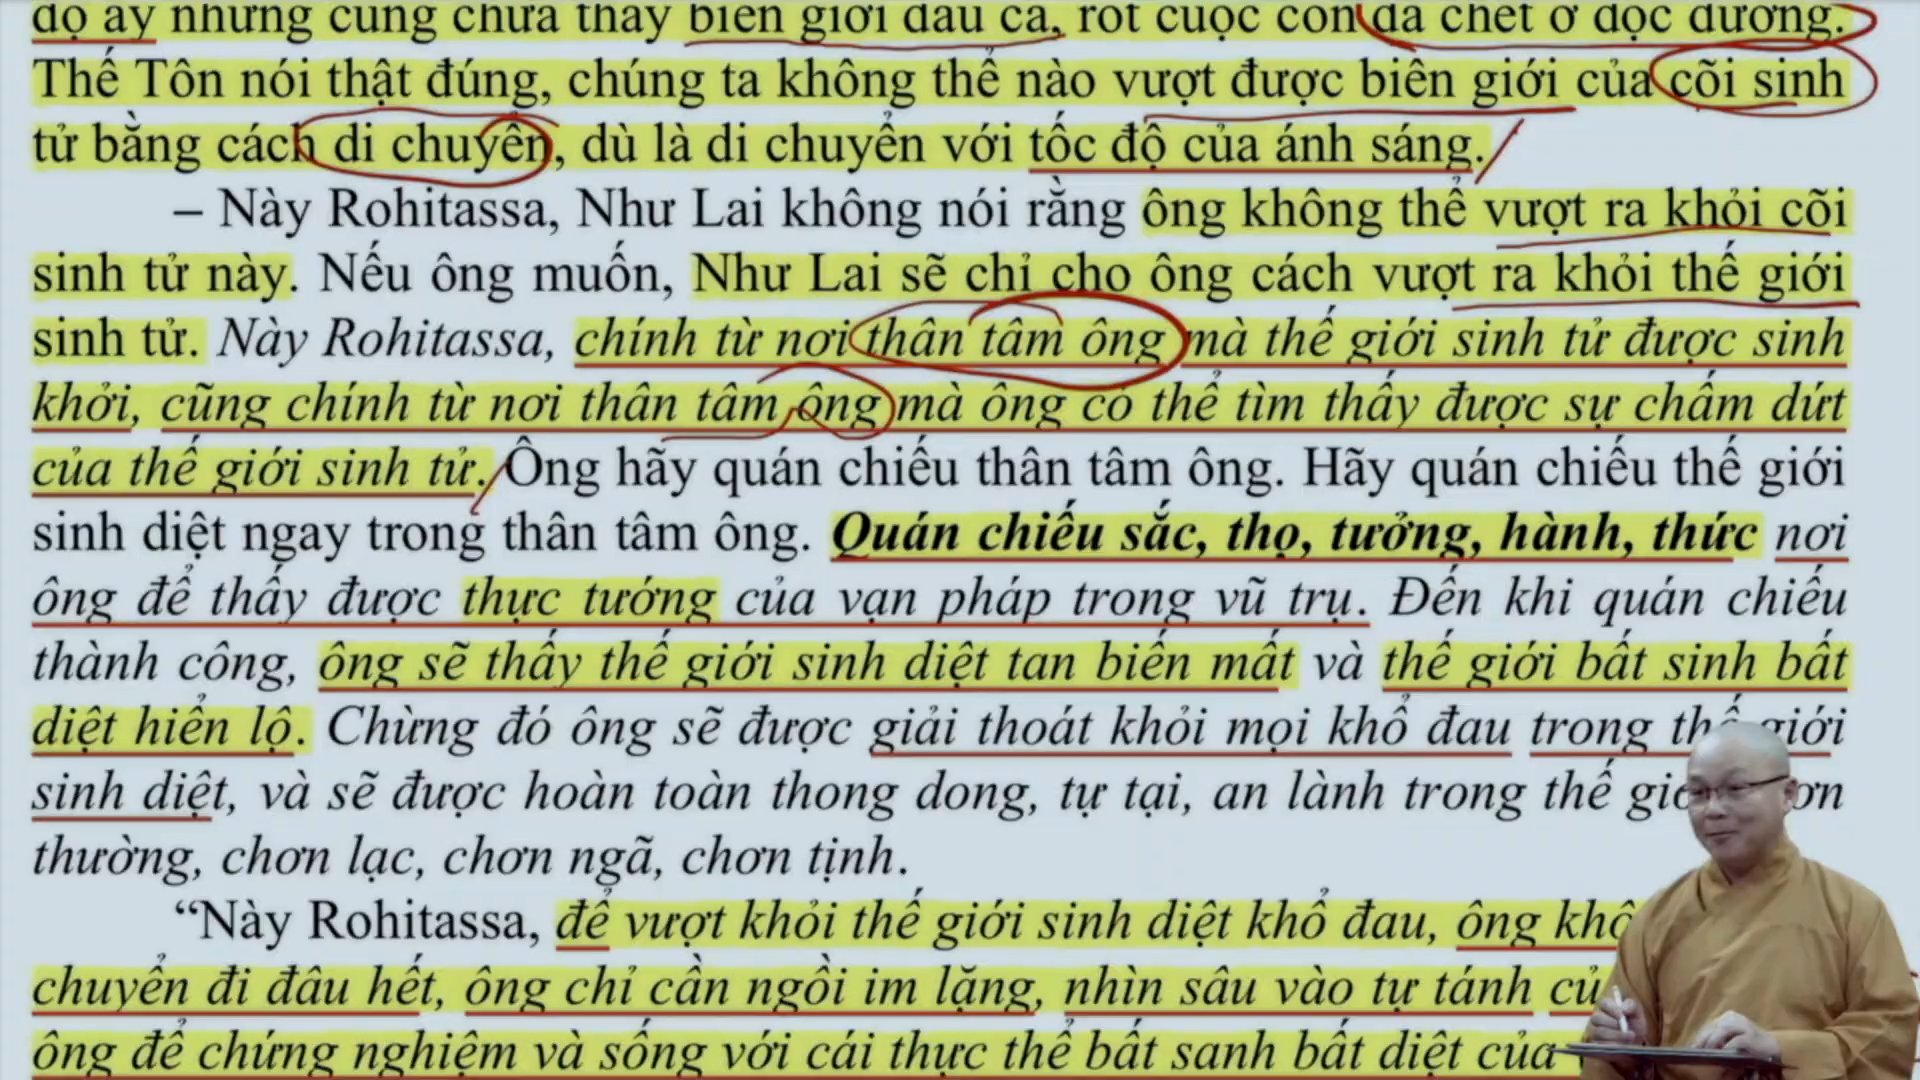 độ ấy nhưng cũng chưa thấy biên giới đâu cả, rốt cuộc con đã chết ở dọc đường.
Thế Tôn nói thật đúng, chúng ta không thể nào vượt được biên giới của cõi sinh
tử bằng cách di chuyển, dù là di chuyển với tốc độ của ánh sáng.
– Này Rohitassa, Như Lai không nói rằng ông không thể vượt ra khỏi cõi
sinh tử này. Nếu ông muốn, Như Lai sẽ chỉ cho ông cách vượt ra khỏi thế giới
sinh tử. Này Rohitassa, chính từ nơi thân tâm ông mà thế giới sinh tử được sinh
khởi, cũng chính từ nơi thân tâm ông mà ông có thể tìm thấy được sự chấm dứt
của thế giới sinh tử. Ông hãy quán chiếu thân tâm ông. Hãy quán chiếu thế giới
sinh diệt ngay trong thân tâm ông. Quán chiếu sắc, thọ, tưởng, hành, thức nơi
ông để thấy được thực tướng của vạn pháp trong vũ trụ. Đến khi quán chiếu
thành công, ông sẽ thấy thế giới sinh diệt tan biến mất và thế giới bất sinh bất
diệt hiển lộ. Chừng đó ông sẽ được giải thoát khỏi mọi khổ đau trong thế giới
sinh diệt, và sẽ được hoàn toàn thong dong, tự tại, an lành trong thế
thường, chơn lạc, chơn ngã, chơn tịnh.
“Này Rohitassa, để vượt khỏi thế giới sinh diệt khổ đau, ông
chuyển đi đâu hết, ông chỉ cần ngồi im lặng, nhìn sâu vào tự tánh
ông để chứng nghiệm và sống với cái thực thể bất sanh bất diệt của